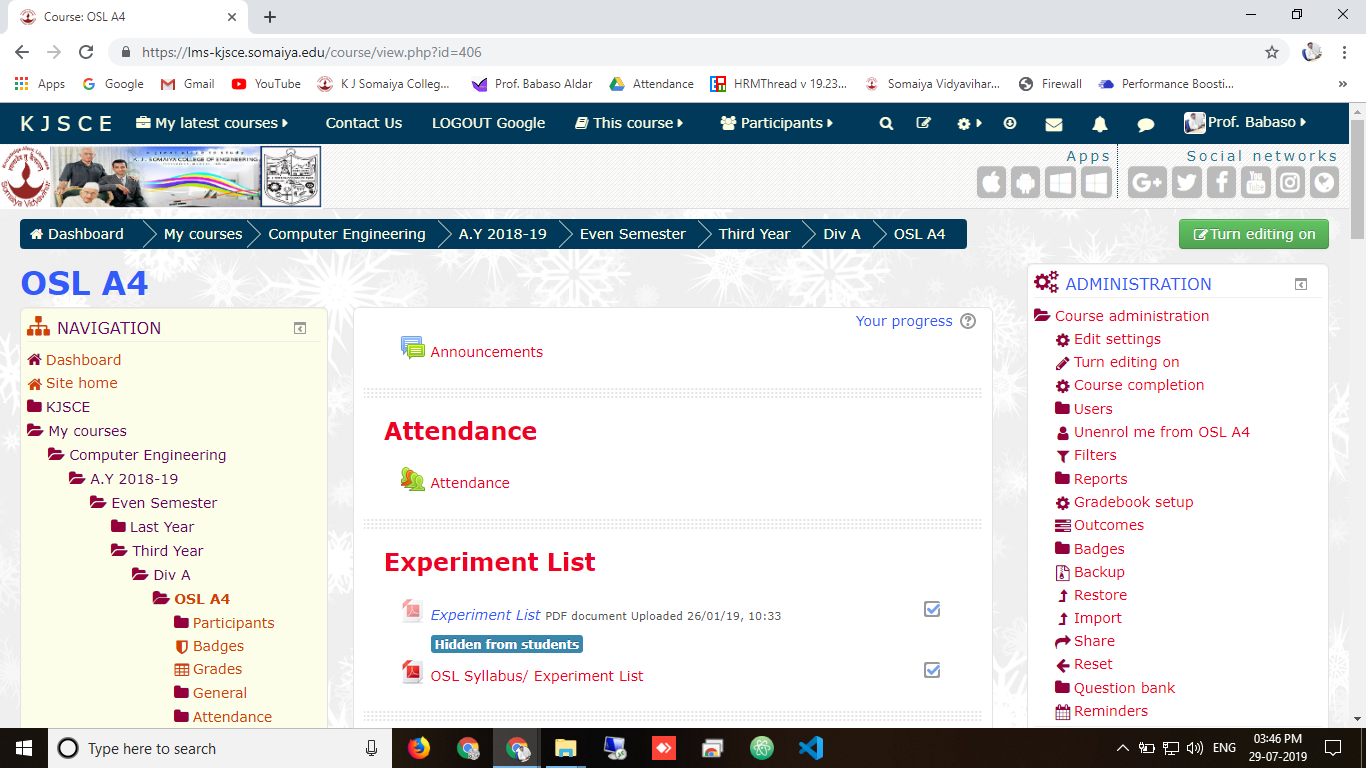 Course: OSL A4
https://lms-kjsce.somaiya.edu/course/view.php?id=406
Apps Google Gmail YouTube K J Somaiya Colleg... Prof. Babaso Aldar Attendance HRMThread v 19.23... Somaiya Vidyavihar... Firewall Performance Boosti... »
K J S C E My latest courses Contact Us LOGOUT Google This course Participants Prof. Babaso
K. J. SOMAIYA COLLEGE OF ENGINEERING
Somaiya Vidyavihar
Apps Social networks
Dashboard My courses Computer Engineering A.Y 2018-19 Even Semester Third Year Div A OSL A4 Turn editing on
OSL A4
NAVIGATION
Dashboard
Site home
KJSCE
My courses
Computer Engineering
A.Y 2018-19
Even Semester
Last Year
Third Year
Div A
OSL A4
Participants
Badges
Grades
General
Attendance
Your progress
Announcements
Attendance
Attendance
Experiment List
Experiment List PDF document Uploaded 26/01/19, 10:33
Hidden from students
OSL Syllabus/ Experiment List
ADMINISTRATION
Course administration
Edit settings
Turn editing on
Course completion
Users
Unenrol me from OSL A4
Filters
Reports
Gradebook setup
Outcomes
Badges
Backup
Restore
Import
Share
Reset
Question bank
Reminders
Type here to search
ENG
03:46 PM
29-07-2019